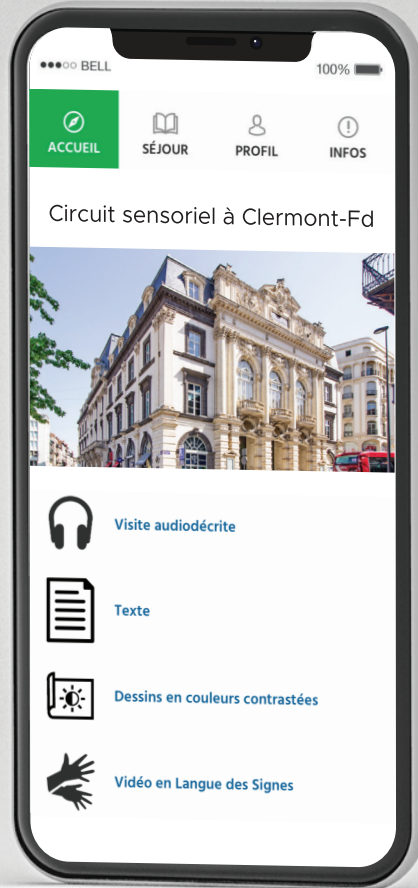 ●●●○○ BELL 100%
ACCUEIL SÉJOUR PROFIL INFOS
Circuit sensoriel à Clermont-Fd
Visite audiodécrite
Texte
Dessins en couleurs contrastées
Vidéo en Langue des Signes